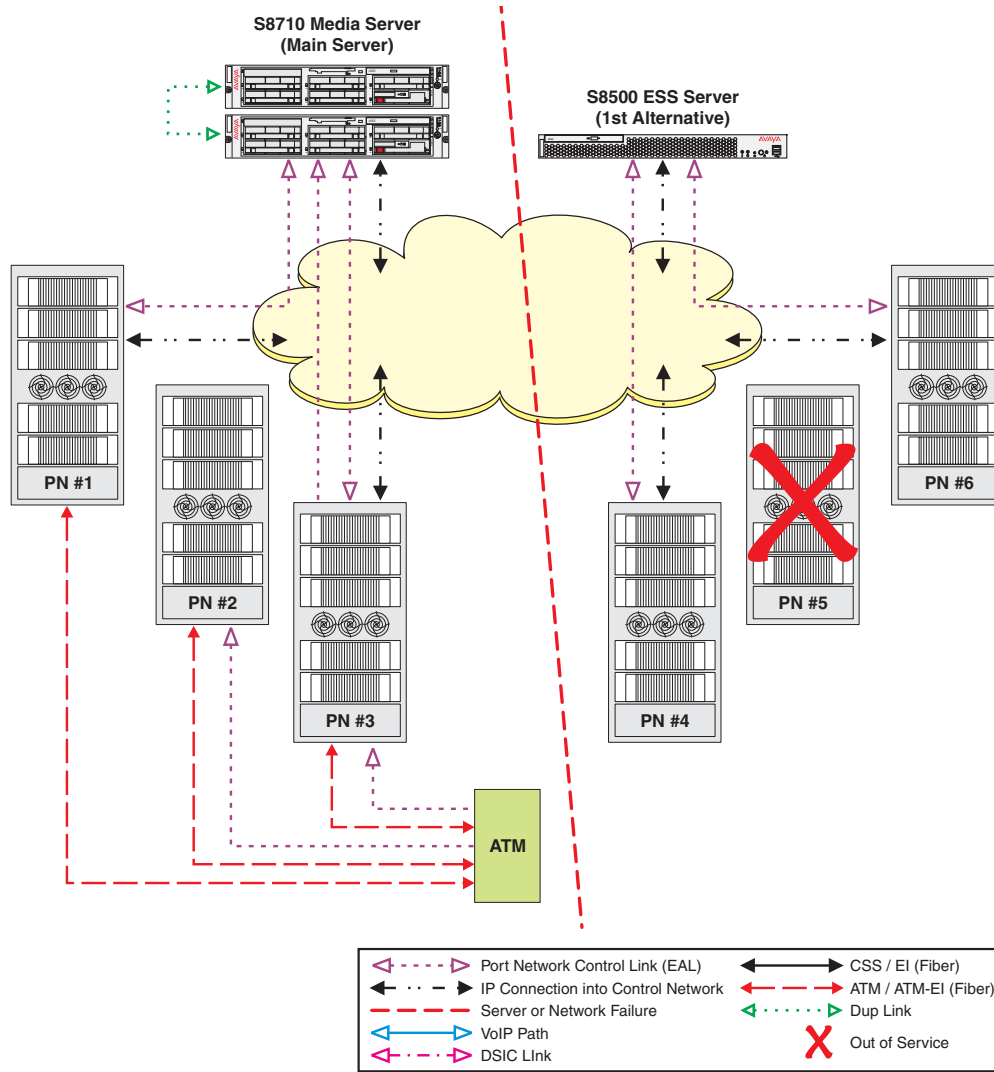 S8710 Media Server
(Main Server)
AVAYA
AVAYA
S8500 ESS Server
(1st Alternative)
AVAYA
PN #1
PN #6
PN #2
PN #5
PN #3
PN #4
ATM
Port Network Control Link (EAL)
IP Connection into Control Network
Server or Network Failure
VoIP Path
DSIC LInk
CSS / EI (Fiber)
ATM / ATM-EI (Fiber)
Dup Link
Out of Service